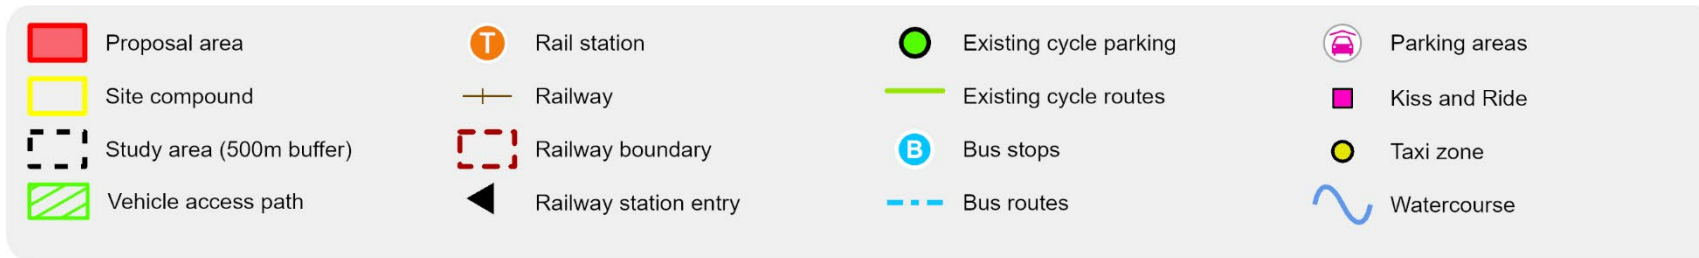 Proposal area
Site compound
Study area (500m buffer)
Vehicle access path
T Rail station
Railway
Railway boundary
Railway station entry
Existing cycle parking
Existing cycle routes
B Bus stops
Bus routes
Parking areas
Kiss and Ride
Taxi zone
Watercourse